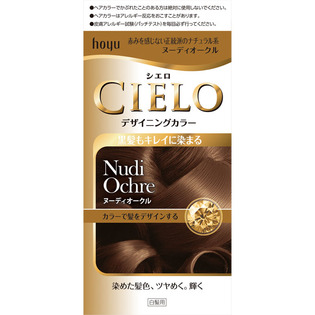 ●ヘアカラーでかぶれたことのある方は絶対に使用しないでください。
●ヘアカラーはアレルギー反応をおこすことがあります。
●皮膚アレルギー試験(パッチテスト)を毎回必ず行ってください。
hoyu
赤みを感じない正統派のナチュラル系
ヌーディオークル
シエロ
CIELO
デザイニングカラー
黒髪もキレイに染まる
Nudi
Ochre
ヌーディオークル
カラーで髪をデザインする
染めた髪色、ツヤめく。輝く
白髪用